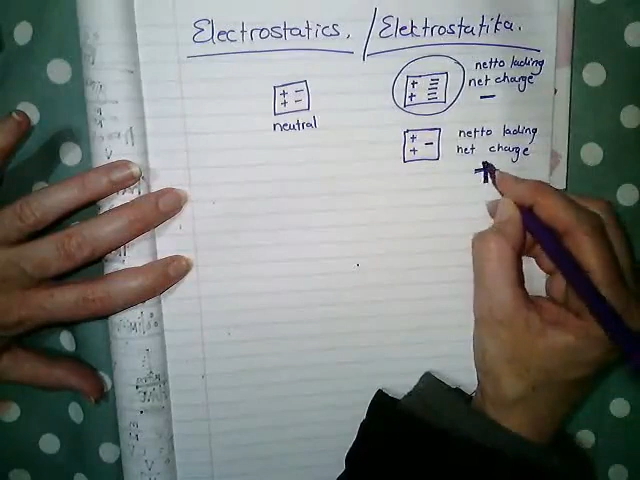 Electrostatics. / Elektrostatika.
netto lading
net charge
-
+ -
+ -
neutral
+
+
netto lading
net charge
+
+ -
+